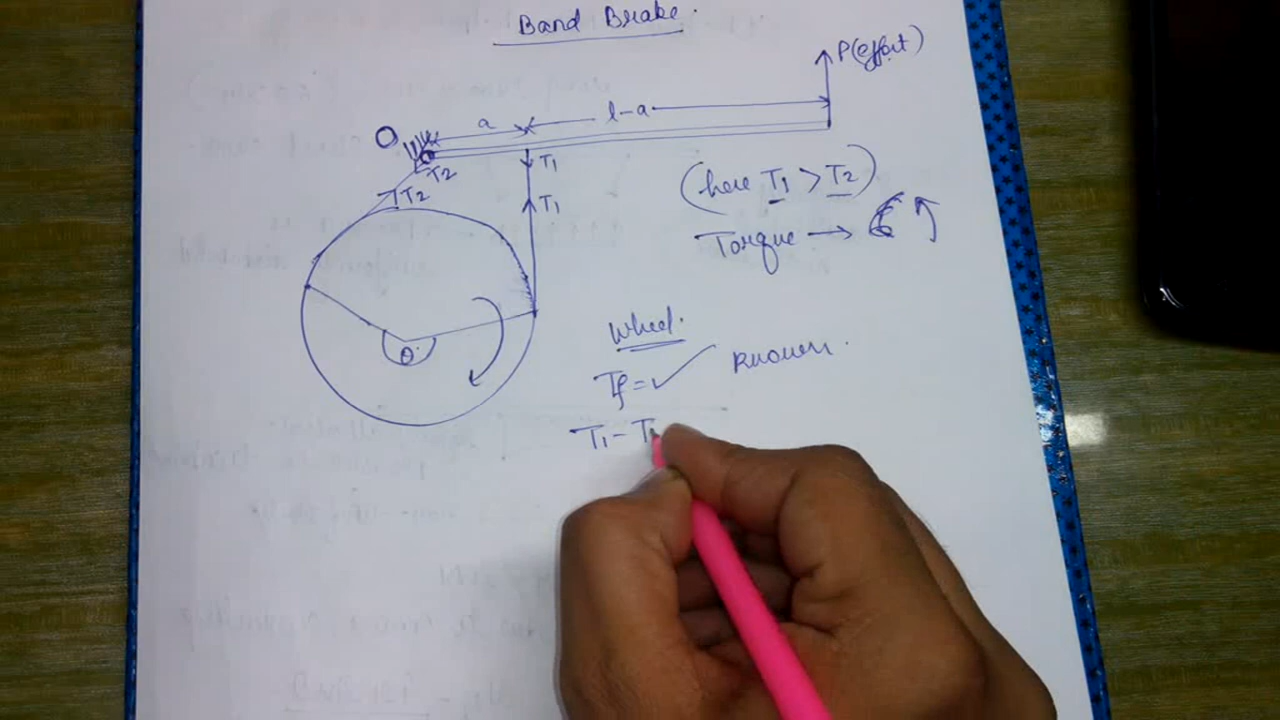 Band Brake.
P(effort)
a
l-a
O
T2
T1
T2
T1
(here T1 > T2)
Torque →
θ
Wheel.
Tf = ✓ known.
T1 - T